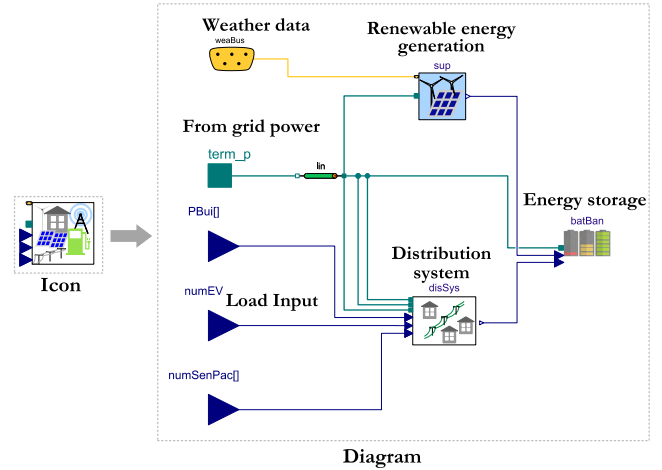 Weather data
weaBus
Renewable energy
generation
sup
From grid power
term_p
lin
PBui[]
Energy storage
batBan
Distribution
system
disSys
numEV
Load Input
Icon
numSenPac[]
Diagram